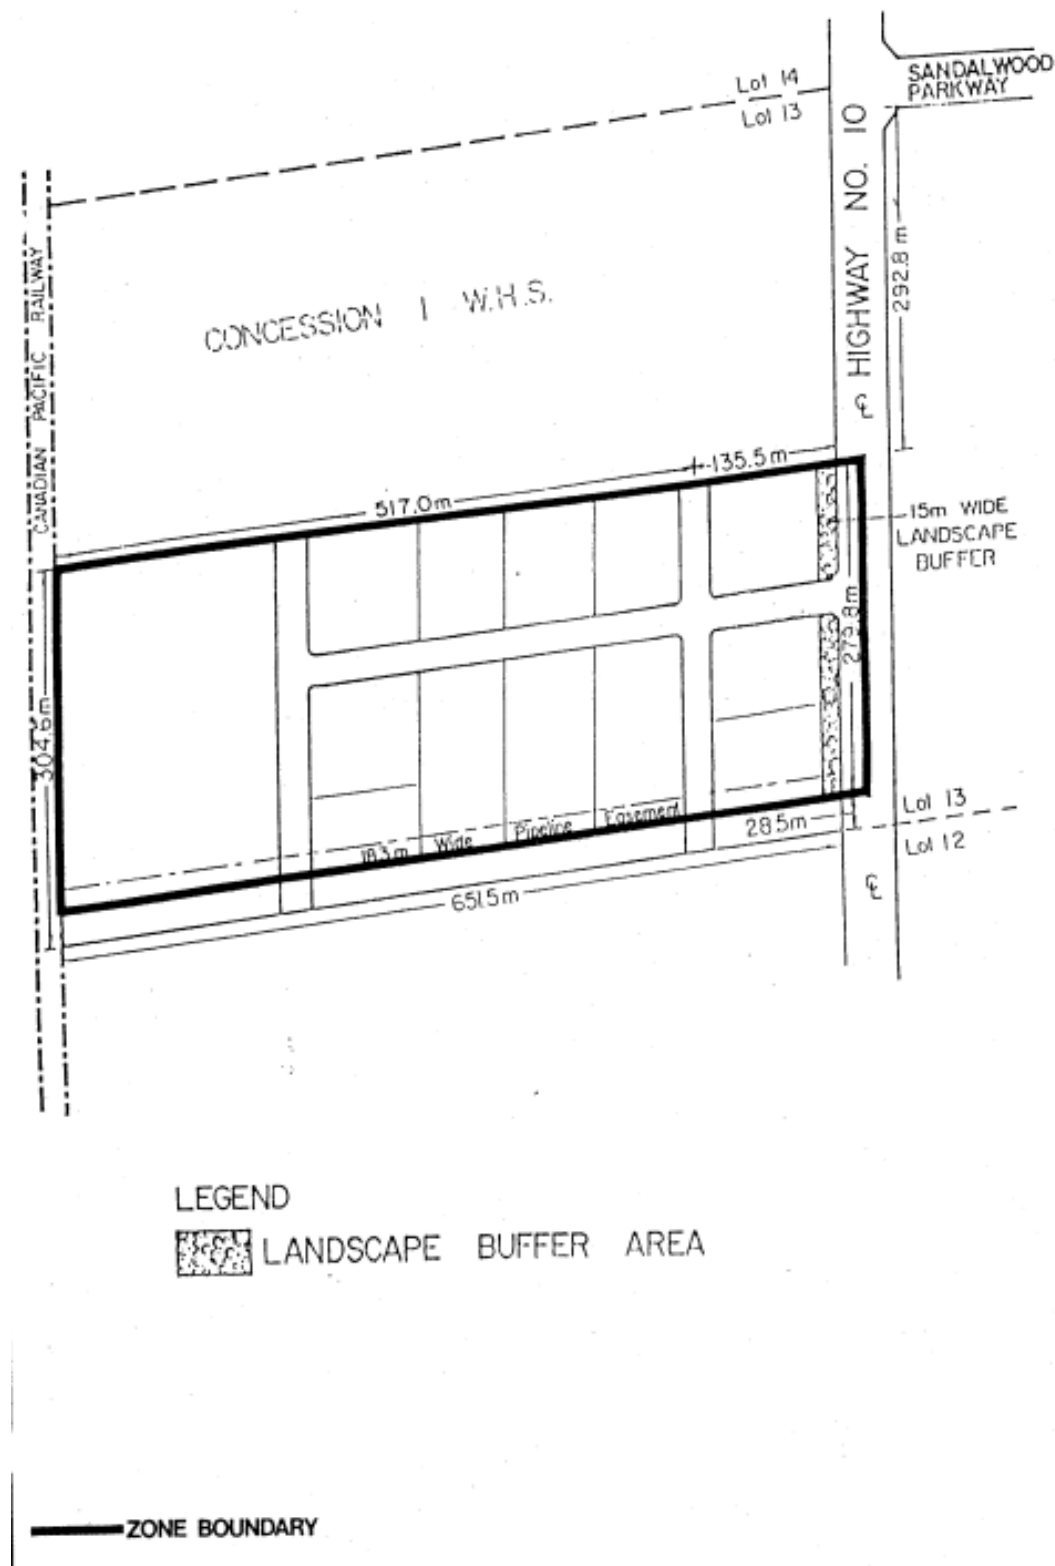 Lot 14
Lot 13
SANDALWOOD
PARKWAY
HIGHWAY NO. 10
292.8 m
CANADIAN PACIFIC RAILWAY
CONCESSION 1 W.H.S.
℄
135.5m
517.0m
15m WIDE
LANDSCAPE
BUFFER
279.8m
304.6m
18.3m Wide Pipeline Easement
28.5m
Lot 13
Lot 12
651.5m
℄
LEGEND
LANDSCAPE BUFFER AREA
ZONE BOUNDARY